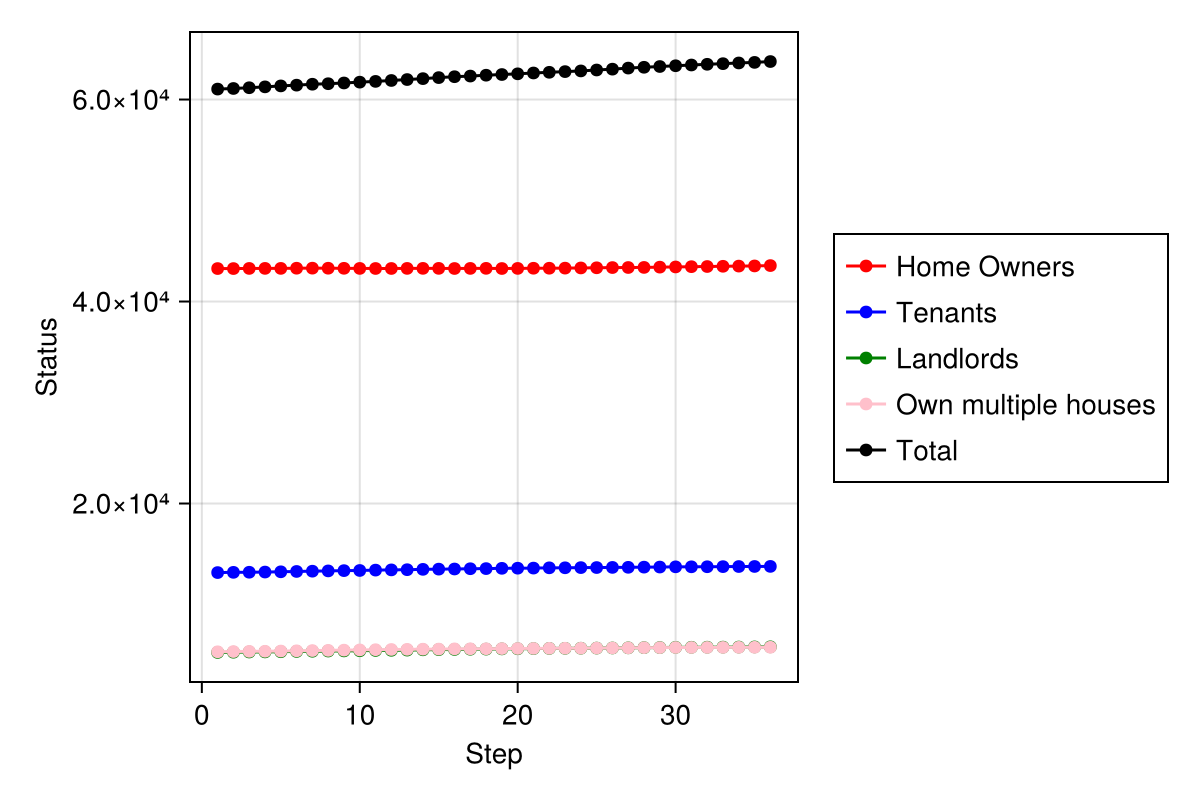 6.0×10⁴
4.0×10⁴
2.0×10⁴
Status
0 10 20 30
Step
Home Owners
Tenants
Landlords
Own multiple houses
Total